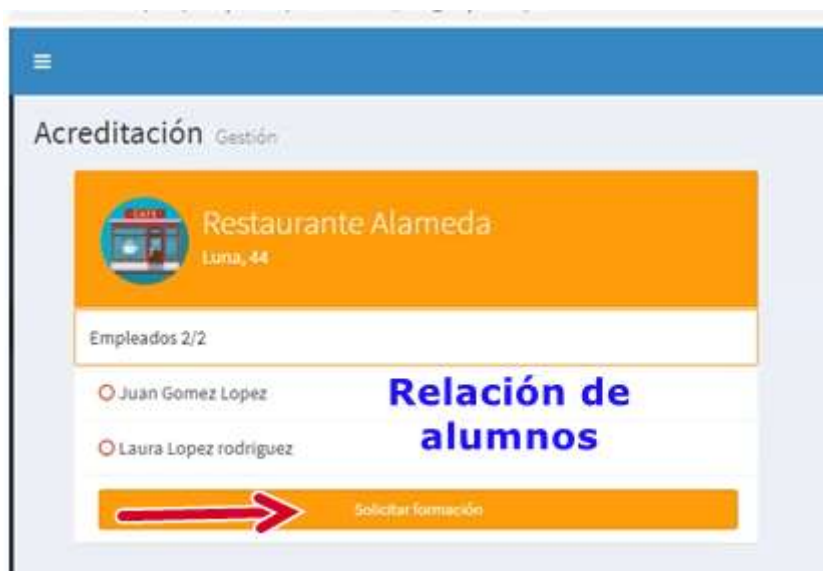 Acreditación Gestión
CAFE
Restaurante Alameda
Luna, 44
Empleados 2/2
Juan Gomez Lopez
Laura Lopez rodriguez
Relación de
alumnos
Solicitar formación